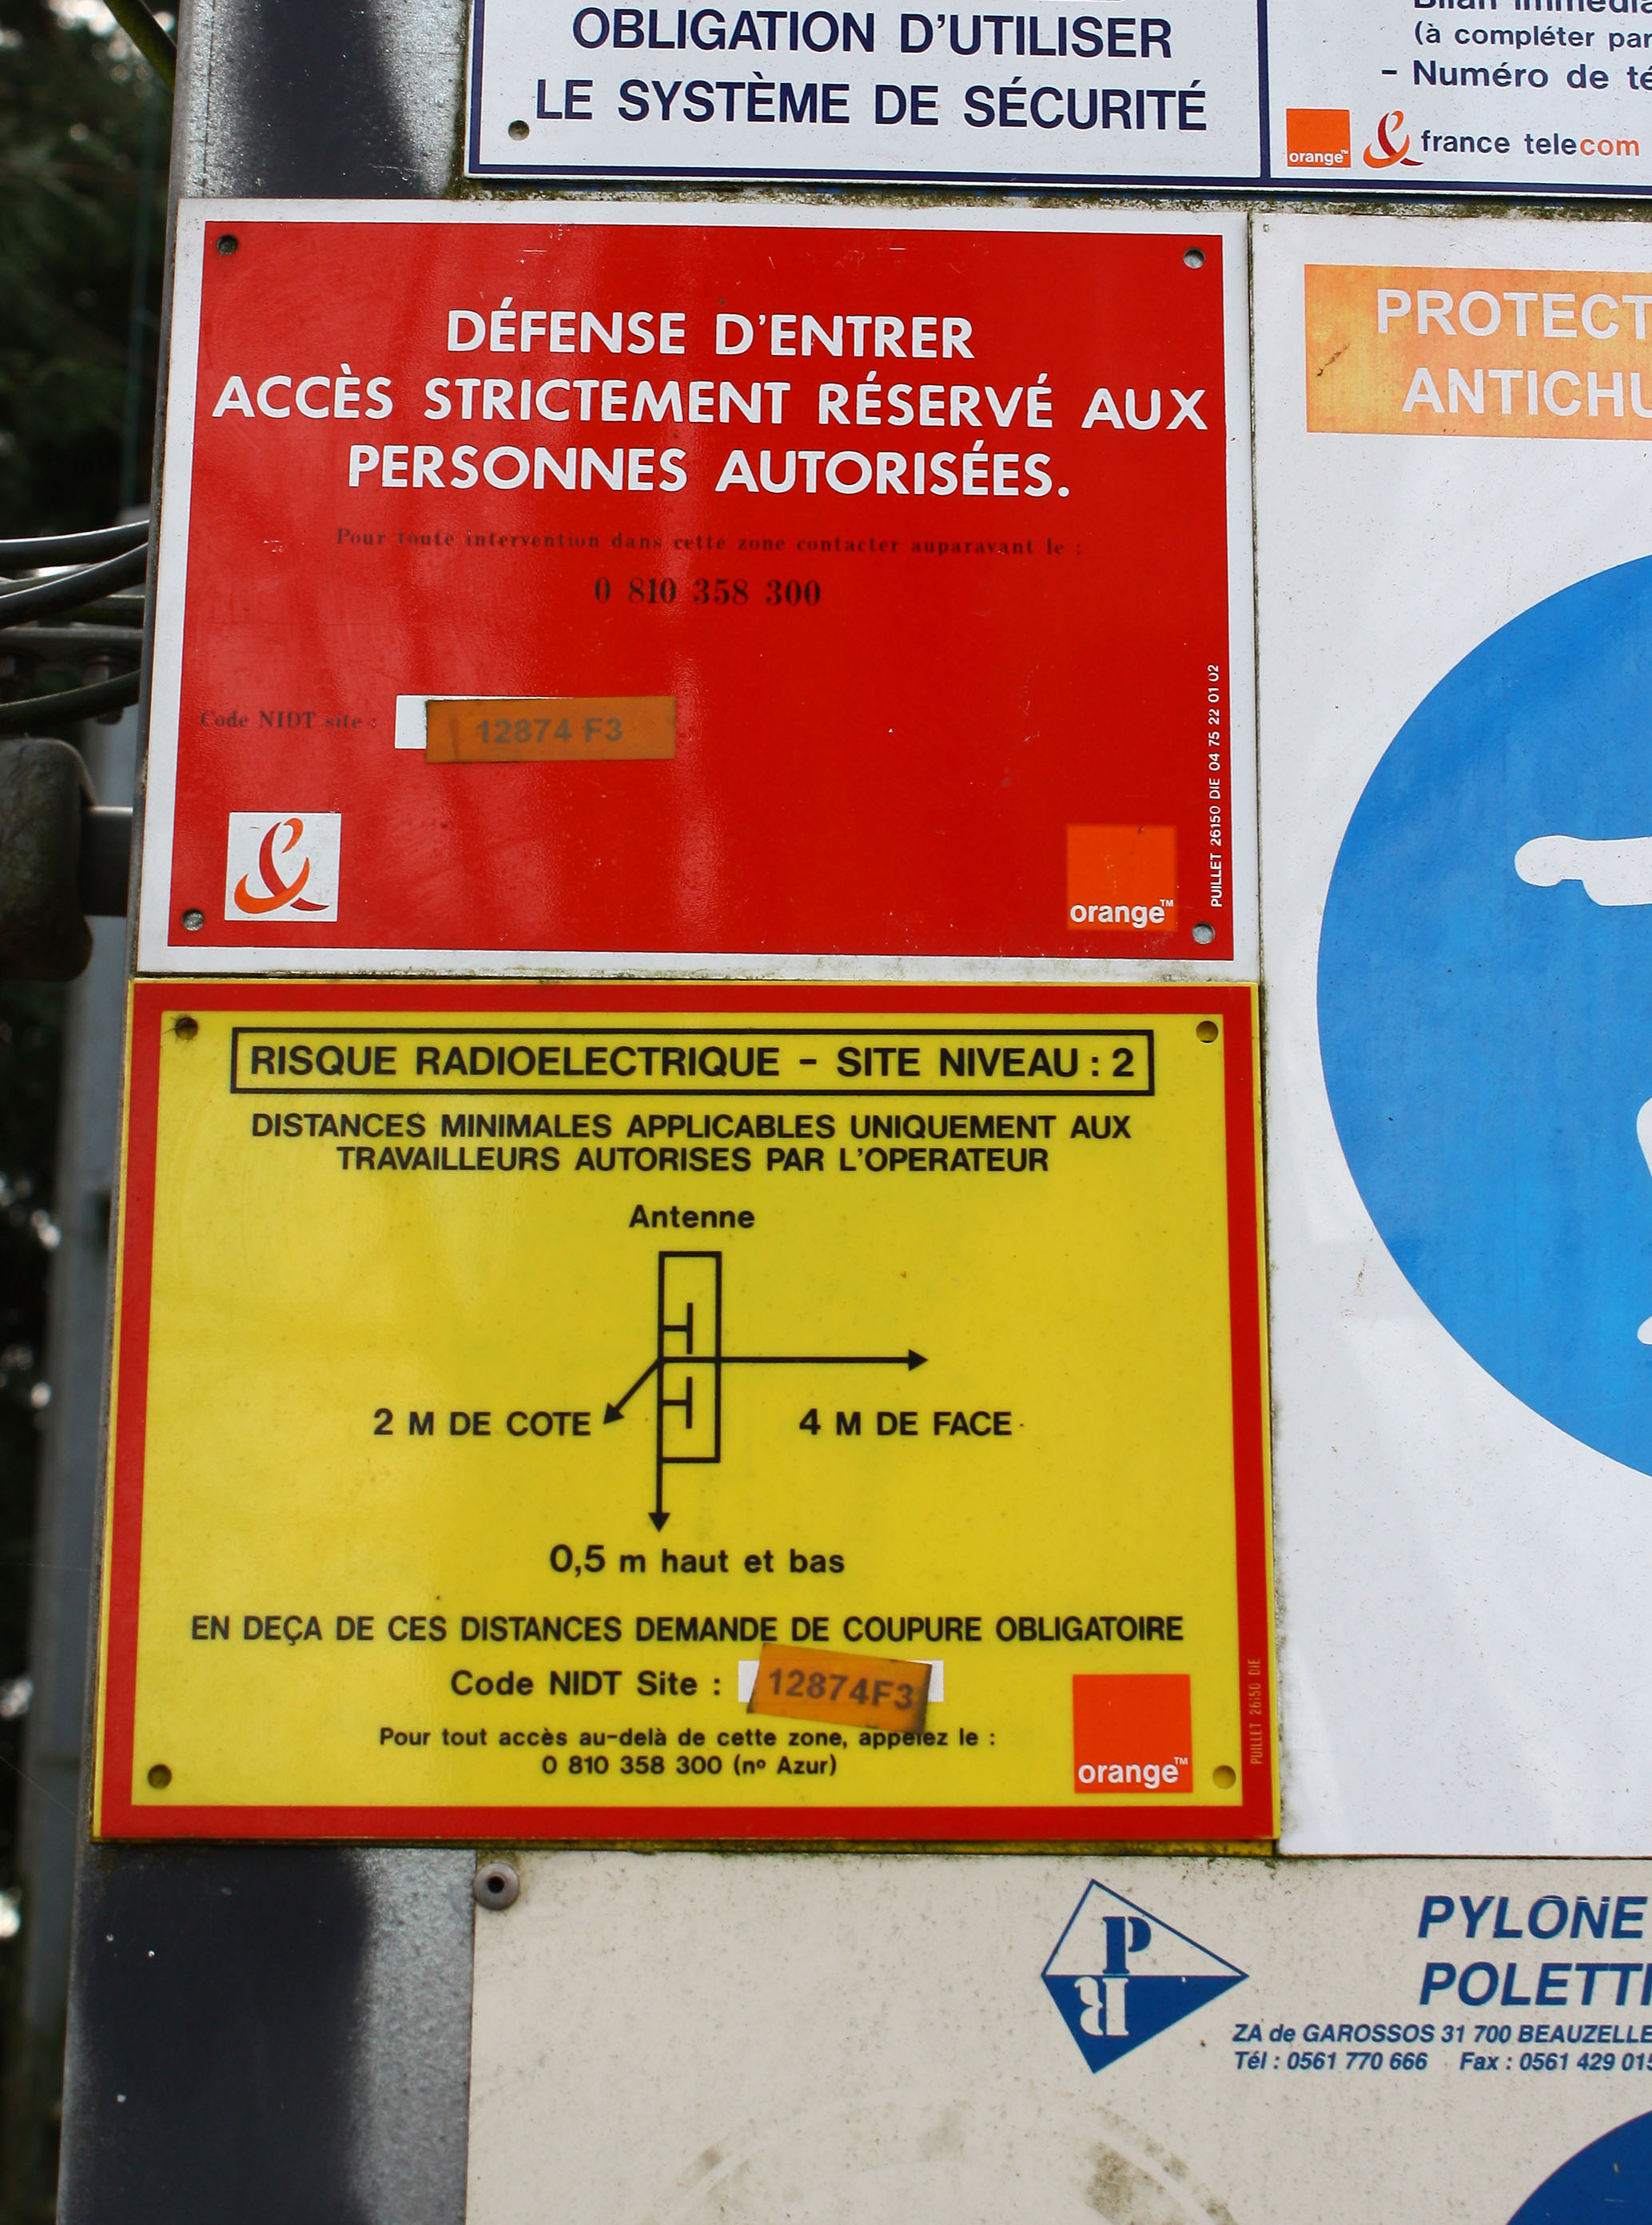 OBLIGATION D'UTILISER
LE SYSTÈME DE SÉCURITÉ
(à compléter par
- Numéro de té
orange™ france telecom
DÉFENSE D'ENTRER
ACCÈS STRICTEMENT RÉSERVÉ AUX
PERSONNES AUTORISÉES.
Pour toute intervention dans cette zone contacter auparavant le :
0 810 358 300
Code NIDT site : 12874 F3
orange™
PUILLET 26150 DIE 04 75 22 01 02
PROTECT
ANTICHU
RISQUE RADIOELECTRIQUE - SITE NIVEAU : 2
DISTANCES MINIMALES APPLICABLES UNIQUEMENT AUX
TRAVAILLEURS AUTORISES PAR L'OPERATEUR
Antenne
2 M DE COTE
4 M DE FACE
0,5 m haut et bas
EN DEÇA DE CES DISTANCES DEMANDE DE COUPURE OBLIGATOIRE
Code NIDT Site : 12874F3
Pour tout accès au-delà de cette zone, appelez le :
0 810 358 300 (nº Azur)
orange™
PUILLET 26150 DIE
P
PYLONE
POLETTI
ZA de GAROSSOS 31 700 BEAUZELLE
Tél : 0561 770 666 Fax : 0561 429 015